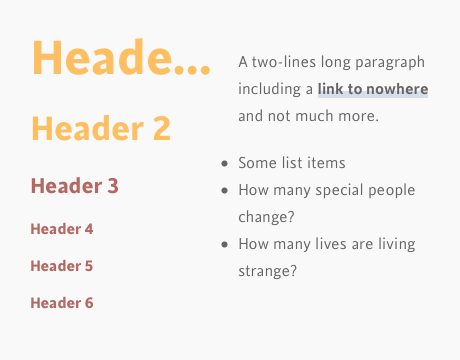 Heade...
Header 2
Header 3
Header 4
Header 5
Header 6
A two-lines long paragraph
including a link to nowhere
and not much more.
• Some list items
• How many special people
change?
• How many lives are living
strange?